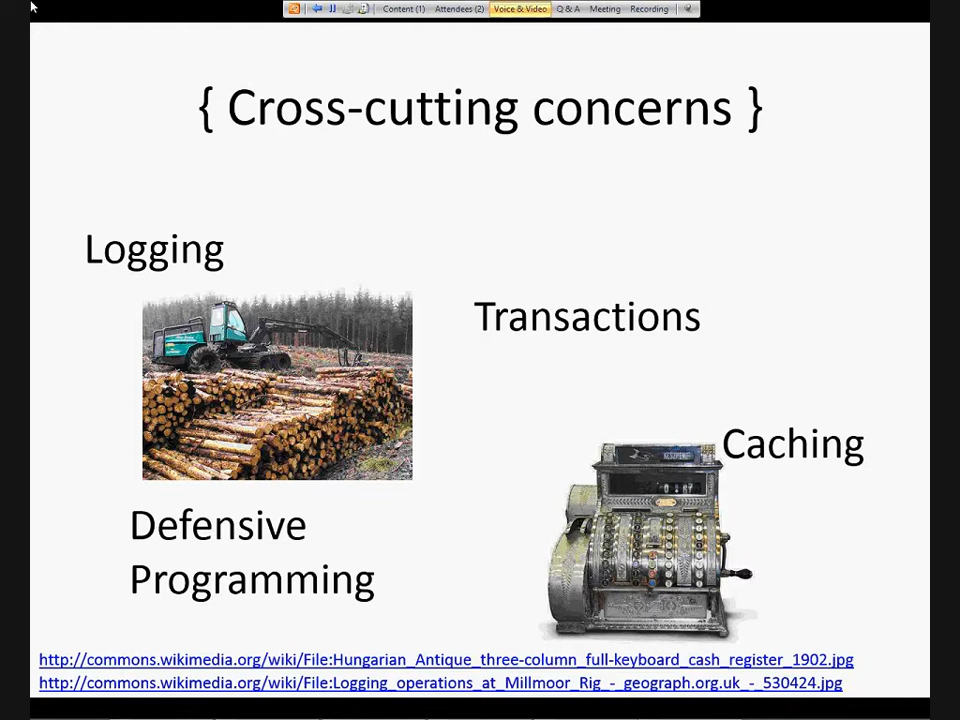 Content (1) Attendees (2) Voice & Video Q & A Meeting Recording
{ Cross-cutting concerns }
Logging
Transactions
Caching
Defensive
Programming
http://commons.wikimedia.org/wiki/File:Hungarian_Antique_three-column_full-keyboard_cash_register_1902.jpg
http://commons.wikimedia.org/wiki/File:Logging_operations_at_Millmoor_Rig_-_geograph.org.uk_-_530424.jpg